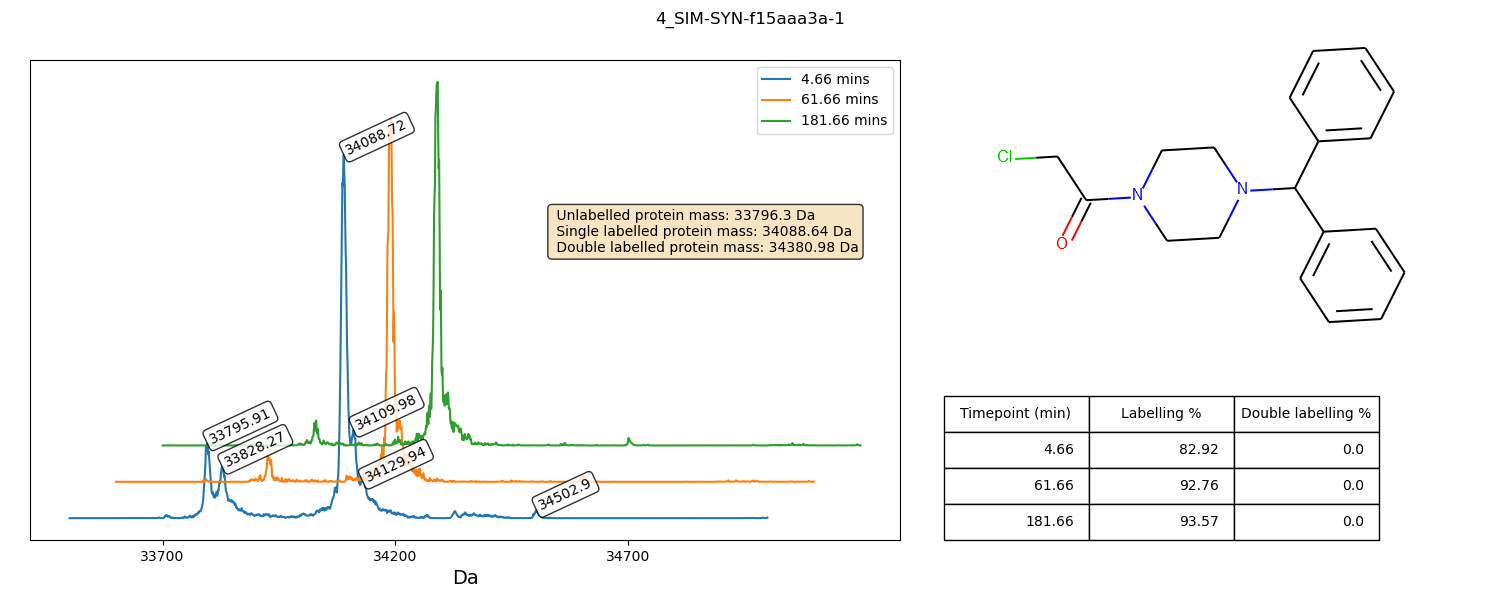 4_SIM-SYN-f15aaa3a-1
4.66 mins
61.66 mins
181.66 mins
34088.72
Unlabelled protein mass: 33796.3 Da
Single labelled protein mass: 34088.64 Da
Double labelled protein mass: 34380.98 Da
33795.91
33828.27
34109.98
34129.94
34502.9
33700 34200 34700
Da
Cl
N
N
O
Timepoint (min) Labelling % Double labelling %
4.66 82.92 0.0
61.66 92.76 0.0
181.66 93.57 0.0